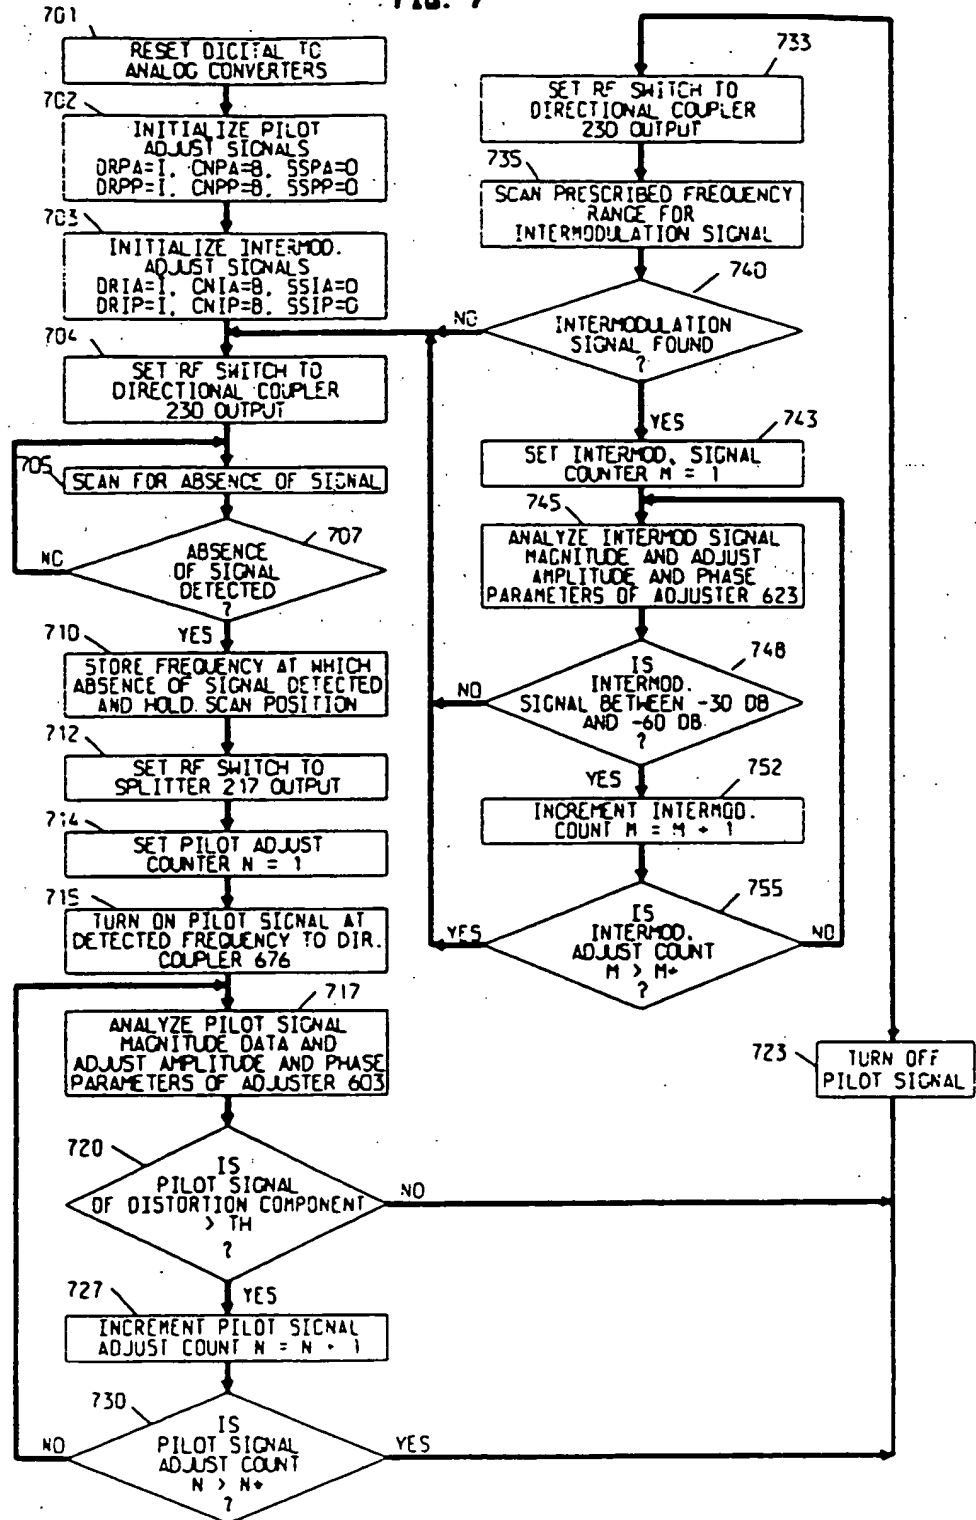 FIG. 7
701
RESET DIGITAL TO
ANALOG CONVERTERS
702
INITIALIZE PILOT
ADJUST SIGNALS
DRPA=I, CNPA=B, SSPA=0
DRPP=I, CNPP=B, SSPP=0
703
INITIALIZE INTERMOD.
ADJUST SIGNALS
DRIA=I, CNIA=B, SSIA=0
DRIP=I, CNIP=B, SSIP=0
704
SET RF SWITCH TO
DIRECTIONAL COUPLER
230 OUTPUT
705
SCAN FOR ABSENCE OF SIGNAL
707
ABSENCE
OF SIGNAL
DETECTED
?
NO
YES
710
STORE FREQUENCY AT WHICH
ABSENCE OF SIGNAL DETECTED
AND HOLD SCAN POSITION
712
SET RF SWITCH TO
SPLITTER 217 OUTPUT
714
SET PILOT ADJUST
COUNTER N = 1
715
TURN ON PILOT SIGNAL AT
DETECTED FREQUENCY TO DIR.
COUPLER 676
717
ANALYZE PILOT SIGNAL
MAGNITUDE DATA AND
ADJUST AMPLITUDE AND PHASE
PARAMETERS OF ADJUSTER 603
720
IS
PILOT SIGNAL
OF DISTORTION COMPONENT
> TH
?
NO
YES
727
INCREMENT PILOT SIGNAL
ADJUST COUNT N = N + 1
730
IS
PILOT SIGNAL
ADJUST COUNT
N > N*
?
NO
YES
733
SET RF SWITCH TO
DIRECTIONAL COUPLER
230 OUTPUT
735
SCAN PRESCRIBED FREQUENCY
RANGE FOR
INTERMODULATION SIGNAL
740
INTERMODULATION
SIGNAL FOUND
?
NO
YES
743
SET INTERMOD. SIGNAL
COUNTER M = 1
745
ANALYZE INTERMOD SIGNAL
MAGNITUDE AND ADJUST
AMPLITUDE AND PHASE
PARAMETERS OF ADJUSTER 623
748
IS
INTERMOD.
SIGNAL BETWEEN -30 DB
AND -60 DB
?
NO
YES
752
INCREMENT INTERMOD.
COUNT M = M + 1
755
IS
INTERMOD.
ADJUST COUNT
M > M*
?
YES
NO
723
TURN OFF
PILOT SIGNAL